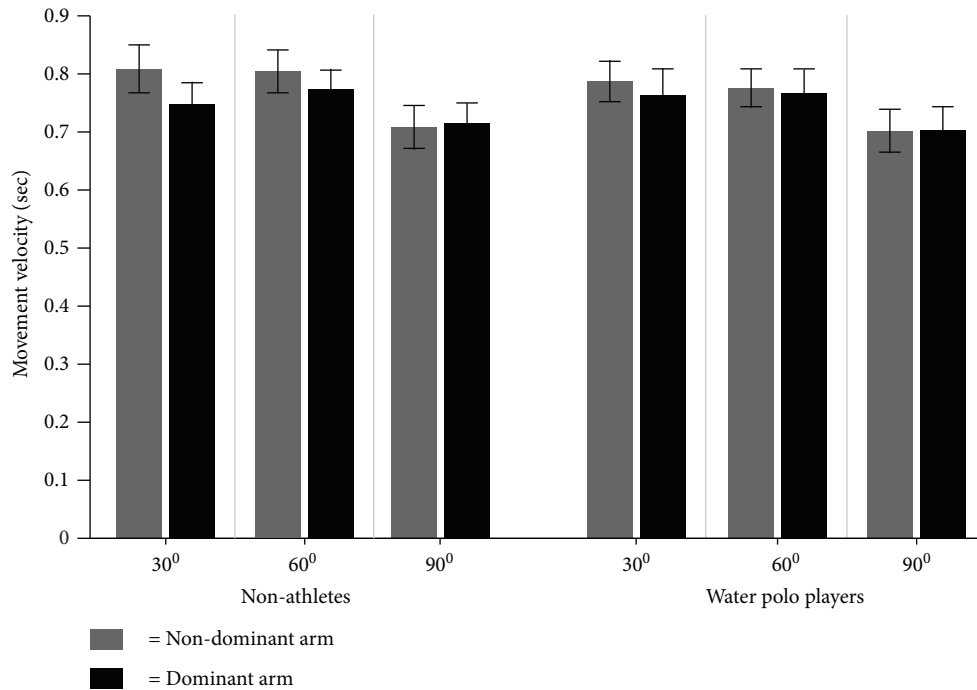 Movement velocity (sec)
0.9
0.8
0.7
0.6
0.5
0.4
0.3
0.2
0.1
0
30⁰ 60⁰ 90⁰ 30⁰ 60⁰ 90⁰
Non-athletes Water polo players
= Non-dominant arm
= Dominant arm